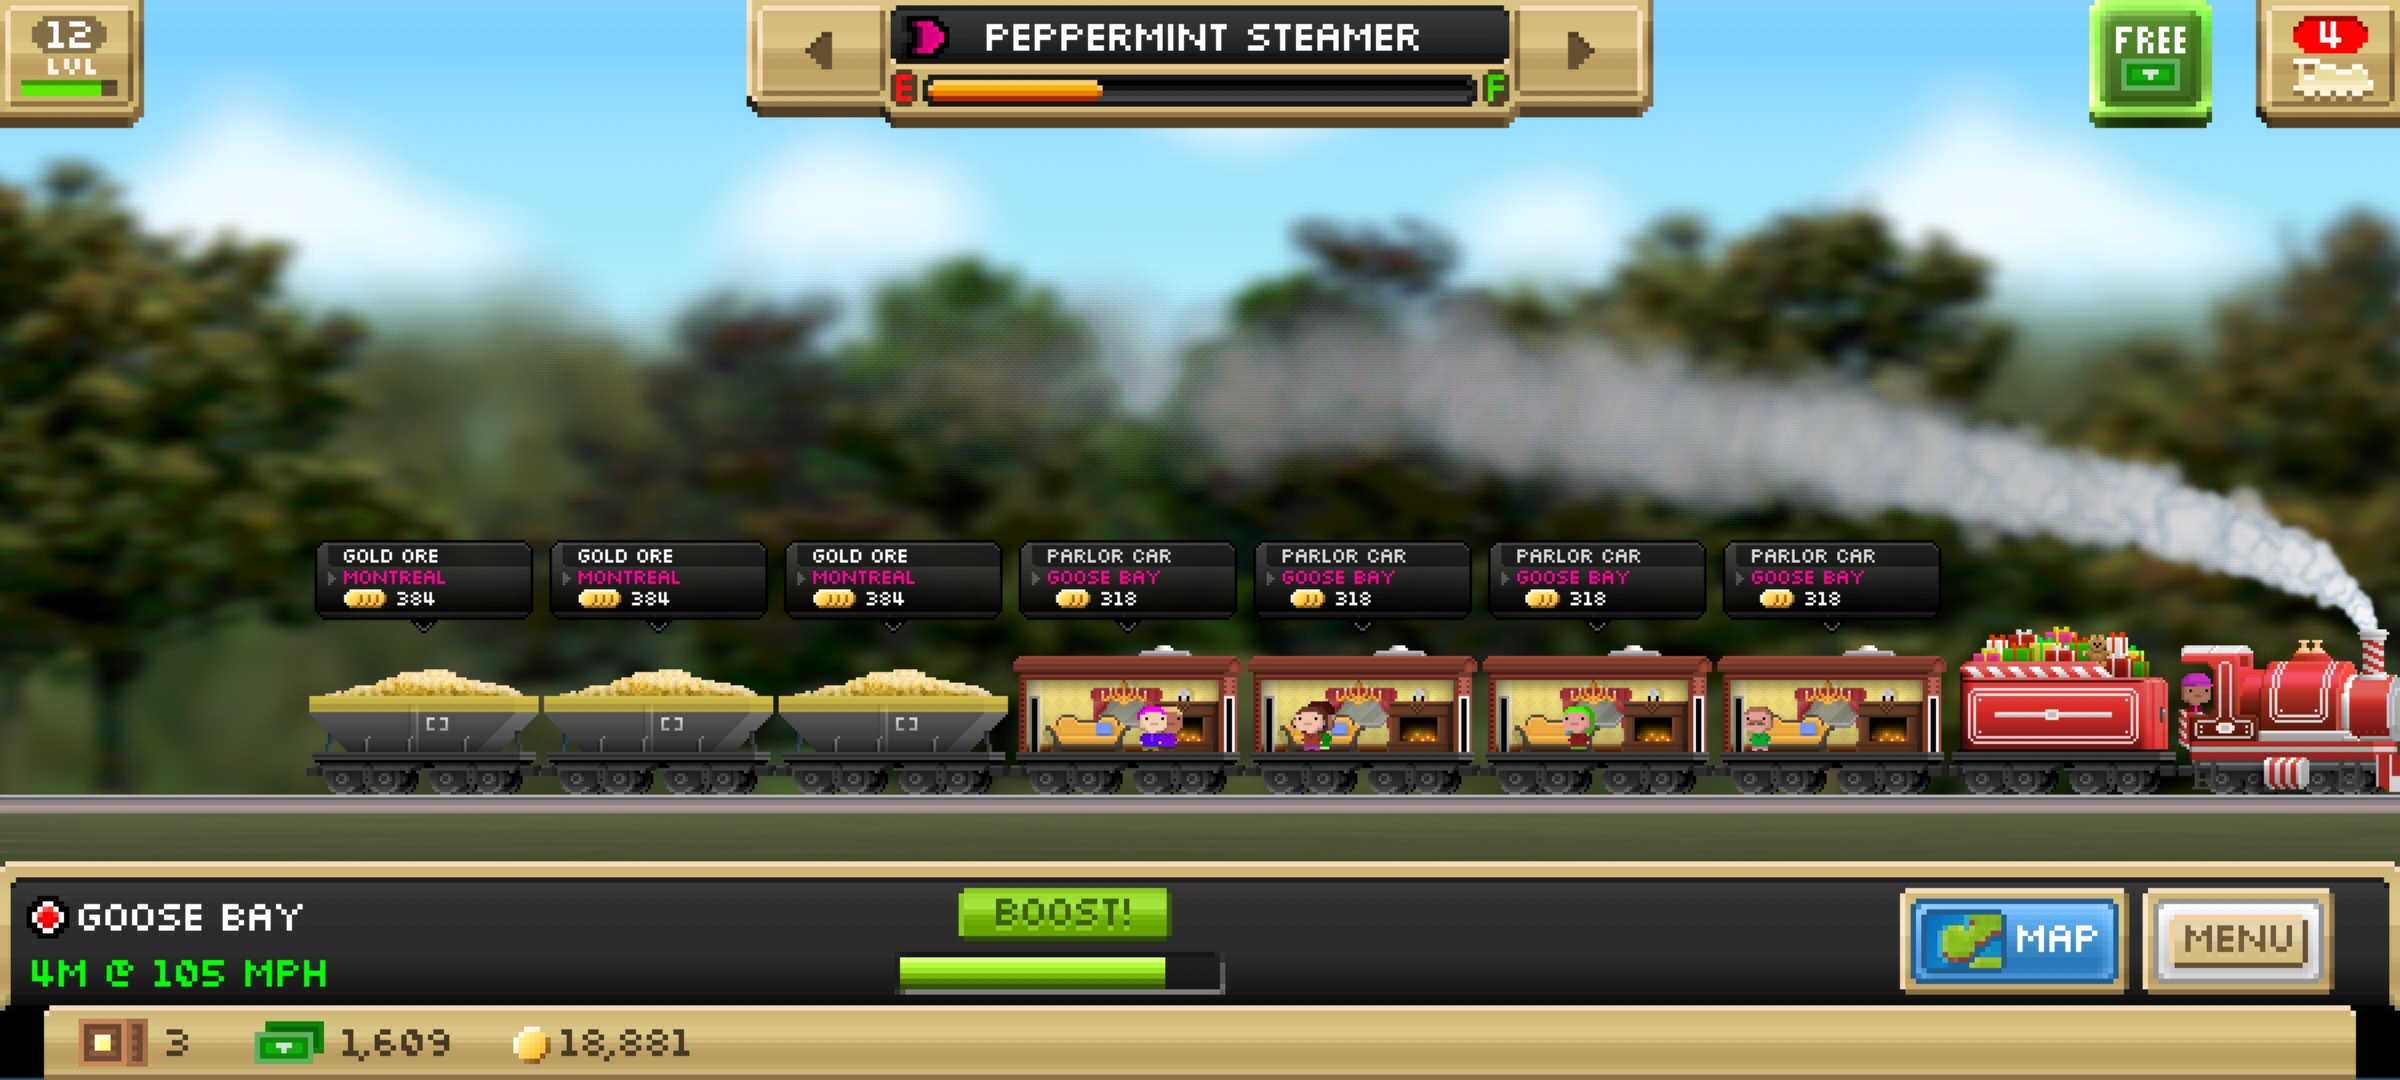 12
LVL
PEPPERMINT STEAMER
E
F
FREE
4
GOLD ORE
MONTREAL
384
GOLD ORE
MONTREAL
384
GOLD ORE
MONTREAL
384
PARLOR CAR
GOOSE BAY
318
PARLOR CAR
GOOSE BAY
318
PARLOR CAR
GOOSE BAY
318
PARLOR CAR
GOOSE BAY
318
GOOSE BAY
4M @ 105 MPH
BOOST!
MAP
MENU
3
1,609
18,881